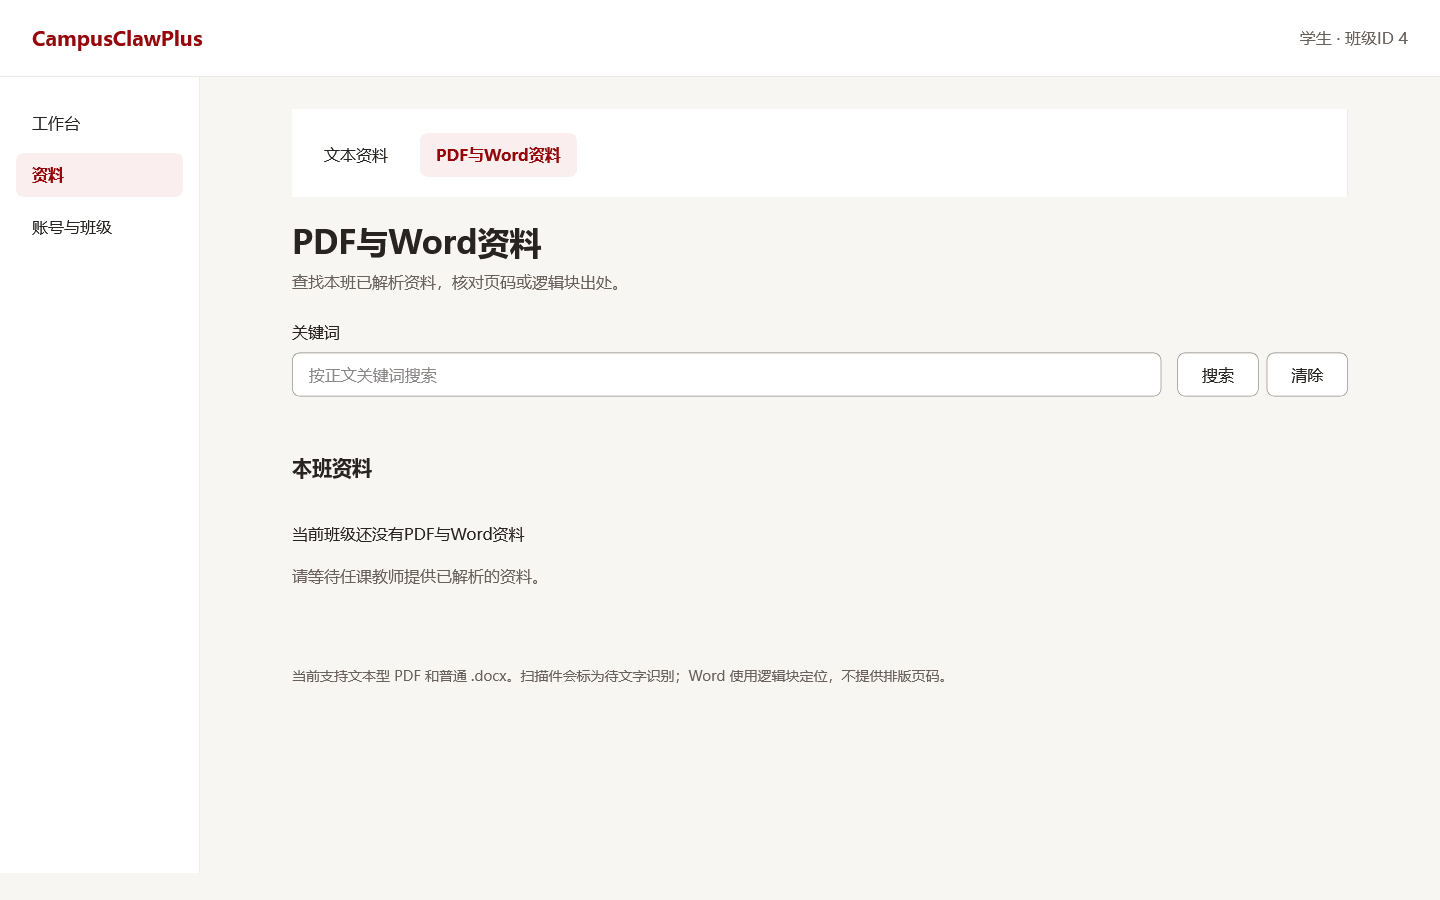 CampusClawPlus
学生 · 班级ID 4
工作台
资料
账号与班级
文本资料
PDF与Word资料
PDF与Word资料
查找本班已解析资料，核对页码或逻辑块出处。
关键词
按正文关键词搜索
搜索
清除
本班资料
当前班级还没有PDF与Word资料
请等待任课教师提供已解析的资料。
当前支持文本型 PDF 和普通 .docx。扫描件会标为待文字识别；Word 使用逻辑块定位，不提供排版页码。